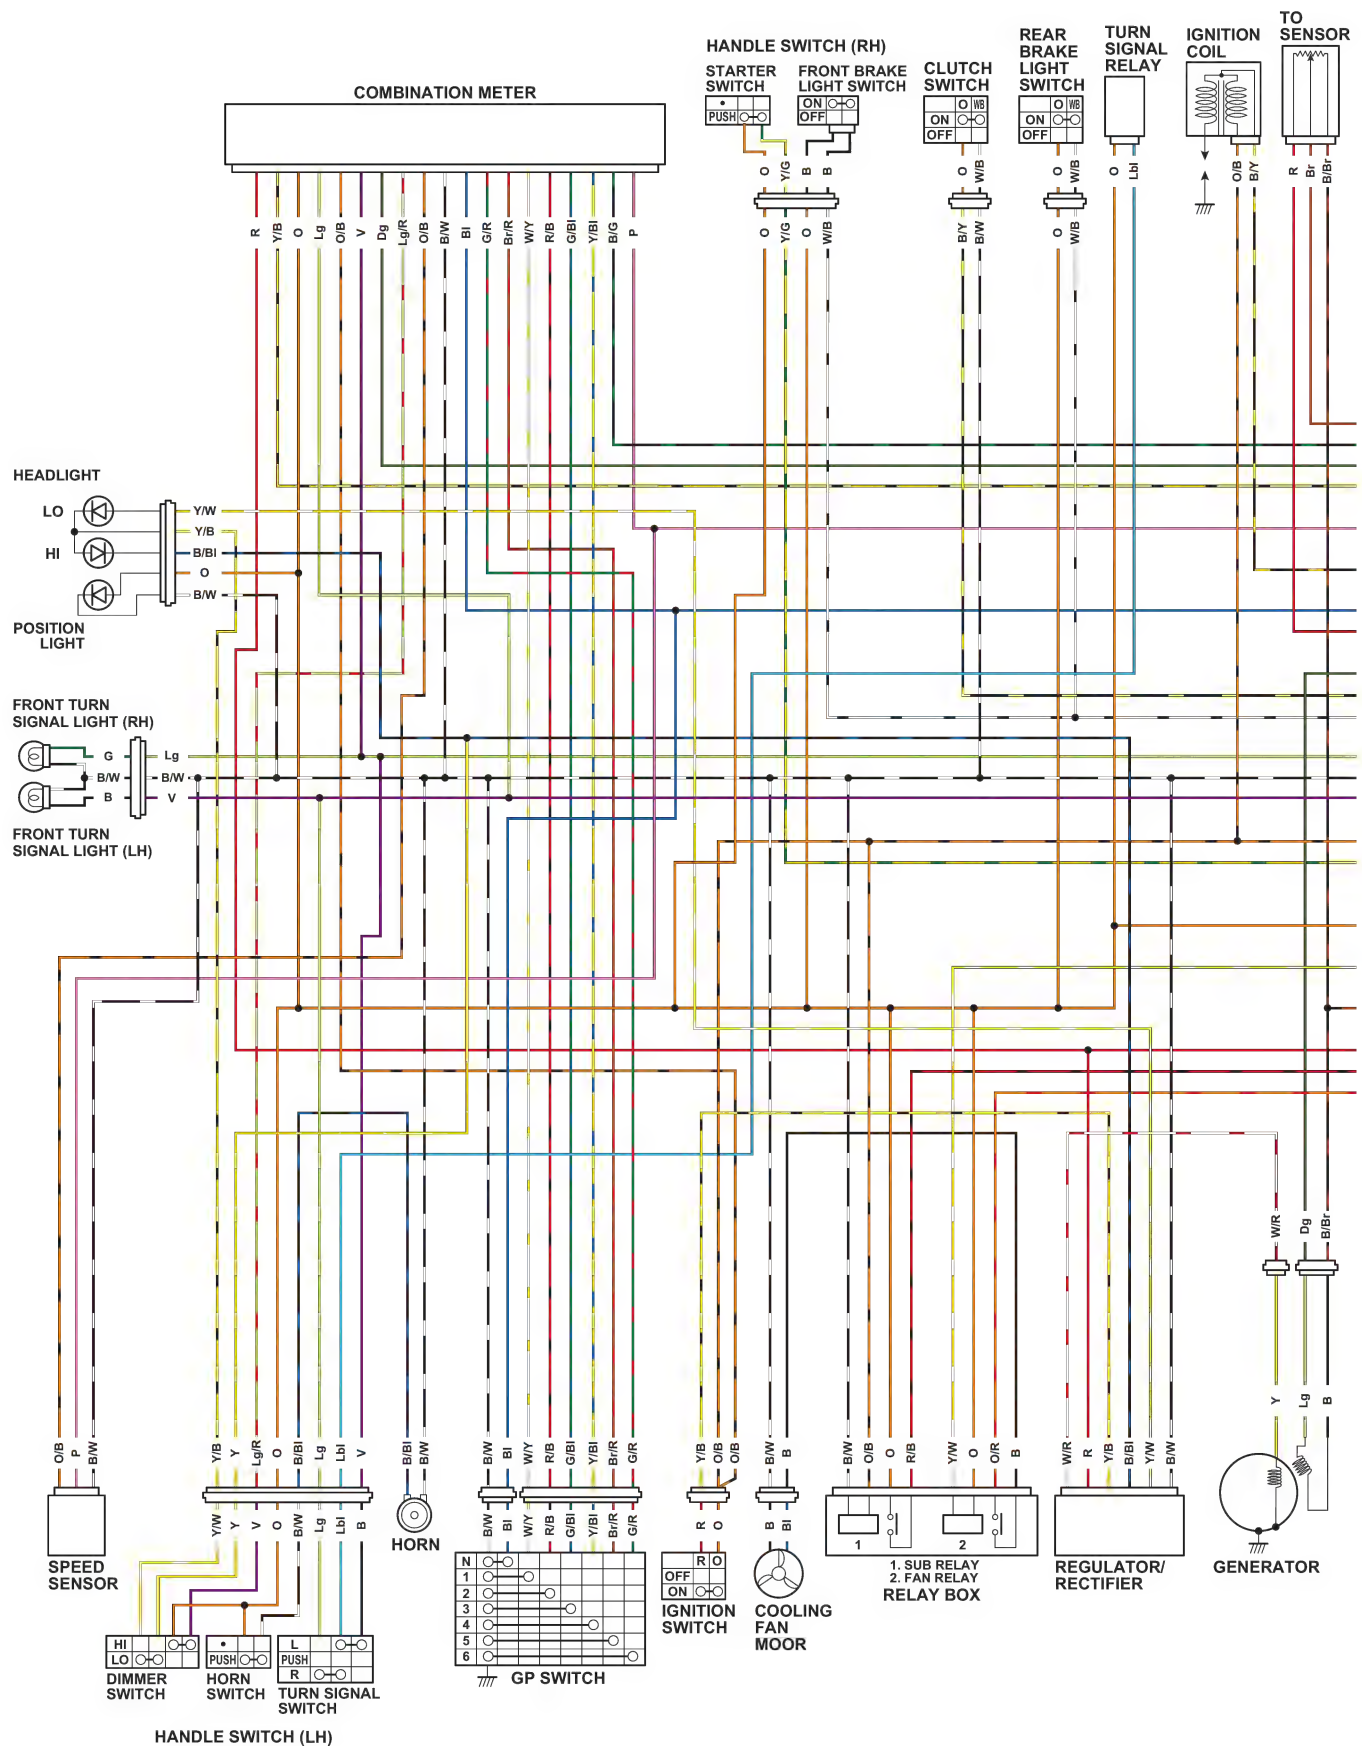 TO
SENSOR
IGNITION
COIL
TURN
SIGNAL
RELAY
REAR
BRAKE
LIGHT
SWITCH
HANDLE SWITCH (RH)
STARTER
SWITCH
FRONT BRAKE
LIGHT SWITCH
CLUTCH
SWITCH
COMBINATION METER
PUSH
ON
OFF
O WB
ON
OFF
O WB
ON
OFF
O Y/G B B O W/B O W/B O Lbl O/B B/Y R Br B/Br
R Y/B O Lg O/B V Dg Lg/R O/B B/W Bl G/R Br/R W/Y R/B G/Bl Y/Bl B/G P O Y/G O W/B B/Y B/W O W/B
HEADLIGHT
LO
HI
Y/W
Y/B
B/Bl
O
B/W
POSITION
LIGHT
FRONT TURN
SIGNAL LIGHT (RH)
G Lg
B/W B/W
B V
FRONT TURN
SIGNAL LIGHT (LH)
W/R Dg B/Br
Y Lg B
O/B P B/W Y/B Y Lg/R O B/Bl Lg Lbl V B/Bl B/W B/W Bl W/Y R/B G/Bl Y/Bl Br/R G/R Y/B O/B O/B B/W B B/W O/B O R/B Y/W O/R B W/R R Y/B B/Bl Y/W B/W
Y/W Y V O B/W Lg Lbl B B/W Bl W/Y R/B G/Bl Y/Bl Br/R G/R R O B Bl
SPEED
SENSOR
HORN
N
1
2
3
4
5
6
GP SWITCH
R O
OFF
ON
IGNITION
SWITCH
COOLING
FAN
MOOR
1 2
1. SUB RELAY
2. FAN RELAY
RELAY BOX
REGULATOR/
RECTIFIER
GENERATOR
HI
LO
DIMMER
SWITCH
PUSH
HORN
SWITCH
L
PUSH
R
TURN SIGNAL
SWITCH
HANDLE SWITCH (LH)